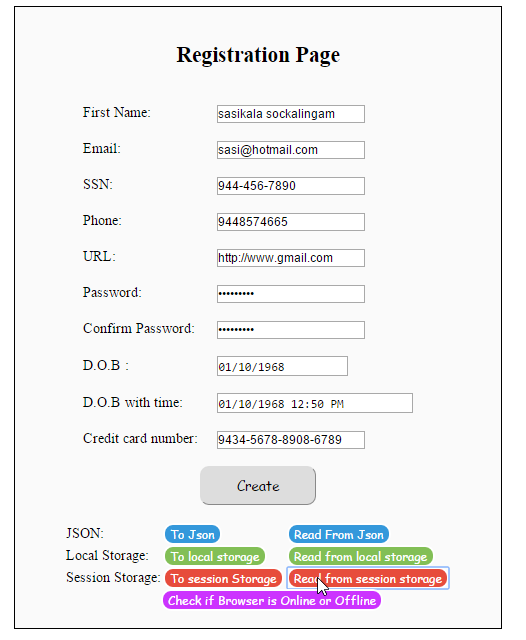 Registration Page
First Name: sasikala sockalingam
Email: sasi@hotmail.com
SSN: 944-456-7890
Phone: 9448574665
URL: http://www.gmail.com
Password: •••••••••
Confirm Password: •••••••••
D.O.B : 01/10/1968
D.O.B with time: 01/10/1968 12:50 PM
Credit card number: 9434-5678-8908-6789
Create
JSON: To Json Read From Json
Local Storage: To local storage Read from local storage
Session Storage: To session Storage Read from session storage
Check if Browser is Online or Offline